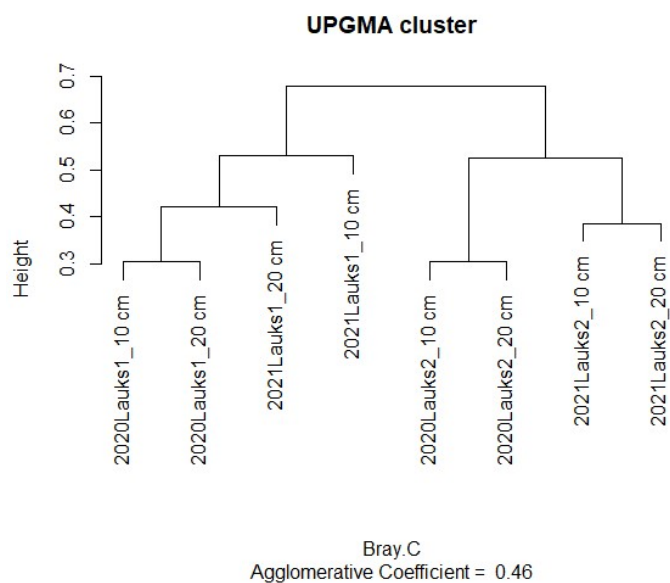 UPGMA cluster
Height
0.7
0.6
0.5
0.4
0.3
2020Lauks1_10 cm
2020Lauks1_20 cm
2021Lauks1_20 cm
2021Lauks1_10 cm
2020Lauks2_10 cm
2020Lauks2_20 cm
2021Lauks2_10 cm
2021Lauks2_20 cm
Bray.C
Agglomerative Coefficient = 0.46